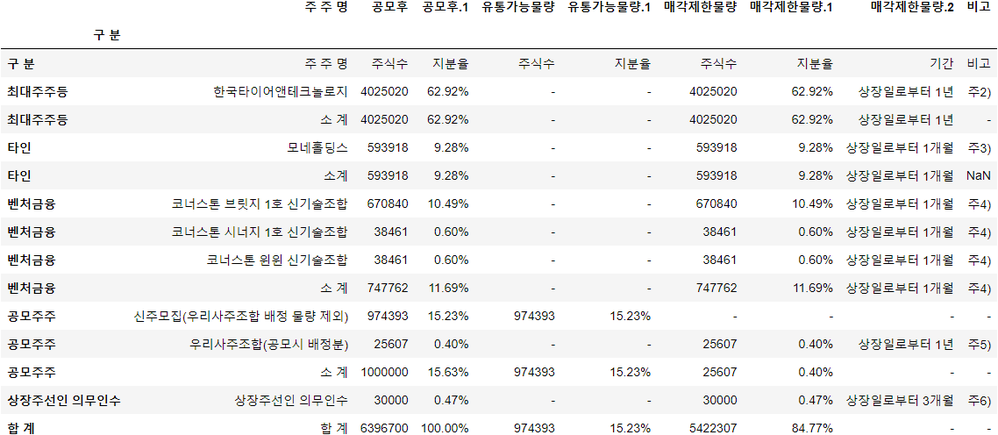 주 주 명 공모후 공모후.1 유통가능물량 유통가능물량.1 매각제한물량 매각제한물량.1 매각제한물량.2 비고
구 분
구 분 주 주 명 주식수 지분율 주식수 지분율 주식수 지분율 기간 비고
최대주주등 한국타이어앤테크놀로지 4025020 62.92% - - 4025020 62.92% 상장일로부터 1년 주2)
최대주주등 소 계 4025020 62.92% - - 4025020 62.92% 상장일로부터 1년 -
타인 모네홀딩스 593918 9.28% - - 593918 9.28% 상장일로부터 1개월 주3)
타인 소계 593918 9.28% - - 593918 9.28% 상장일로부터 1개월 NaN
벤처금융 코너스톤 브릿지 1호 신기술조합 670840 10.49% - - 670840 10.49% 상장일로부터 1개월 주4)
벤처금융 코너스톤 시너지 1호 신기술조합 38461 0.60% - - 38461 0.60% 상장일로부터 1개월 주4)
벤처금융 코너스톤 윈윈 신기술조합 38461 0.60% - - 38461 0.60% 상장일로부터 1개월 주4)
벤처금융 소 계 747762 11.69% - - 747762 11.69% 상장일로부터 1개월 주4)
공모주주 신주모집(우리사주조합 배정 물량 제외) 974393 15.23% 974393 15.23% - - - -
공모주주 우리사주조합(공모시 배정분) 25607 0.40% - - 25607 0.40% 상장일로부터 1년 주5)
공모주주 소 계 1000000 15.63% 974393 15.23% 25607 0.40% - -
상장주선인 의무인수 상장주선인 의무인수 30000 0.47% - - 30000 0.47% 상장일로부터 3개월 주6)
합 계 합 계 6396700 100.00% 974393 15.23% 5422307 84.77% - -